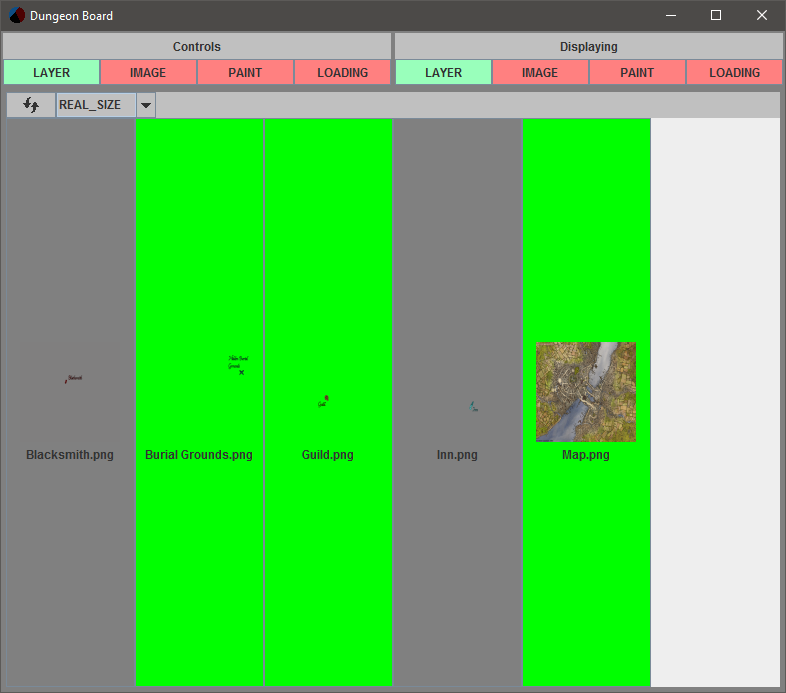 Dungeon Board
Controls Displaying
LAYER IMAGE PAINT LOADING LAYER IMAGE PAINT LOADING
REAL_SIZE
Blacksmith.png Burial Grounds.png Guild.png Inn.png Map.png